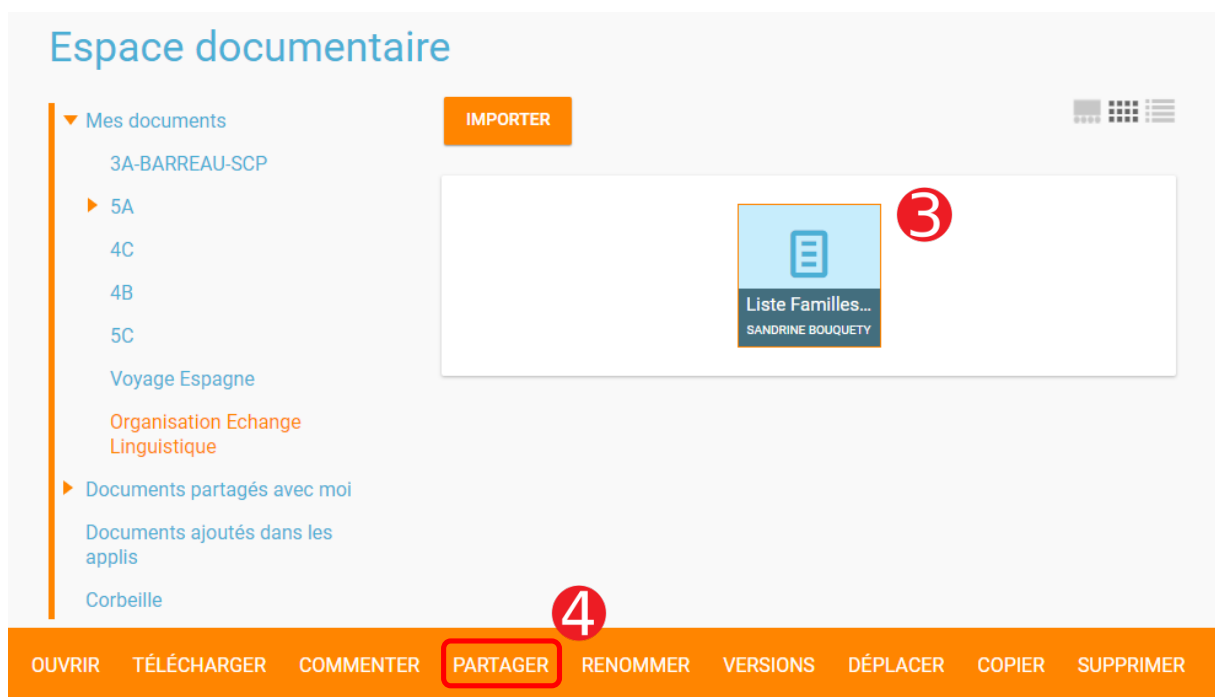 Espace documentaire
Mes documents
3A-BARREAU-SCP
5A
4C
4B
5C
Voyage Espagne
Organisation Echange
Linguistique
Documents partagés avec moi
Documents ajoutés dans les
applis
Corbeille
IMPORTER
3
Liste Familles...
SANDRINE BOUQUETY
4
OUVRIR TÉLÉCHARGER COMMENTER PARTAGER RENOMMER VERSIONS DÉPLACER COPIER SUPPRIMER